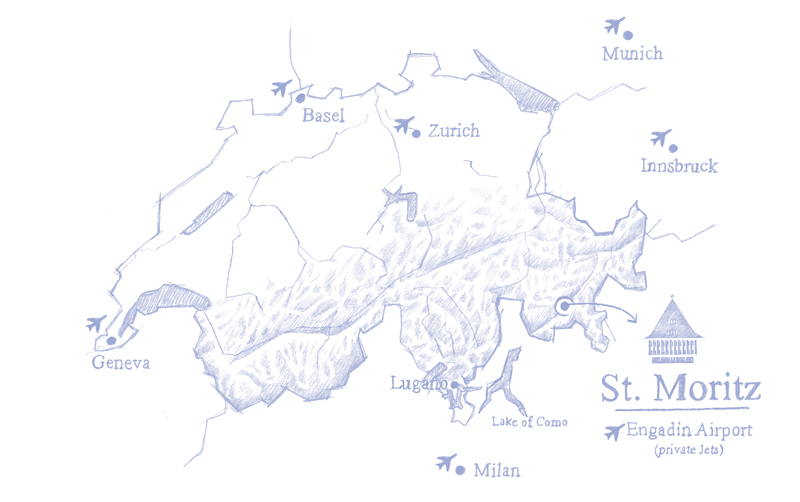 Munich
Basel
Zurich
Innsbruck
Geneva
Lugano
St. Moritz
Lake of Como
Engadin Airport
(private Jets)
Milan